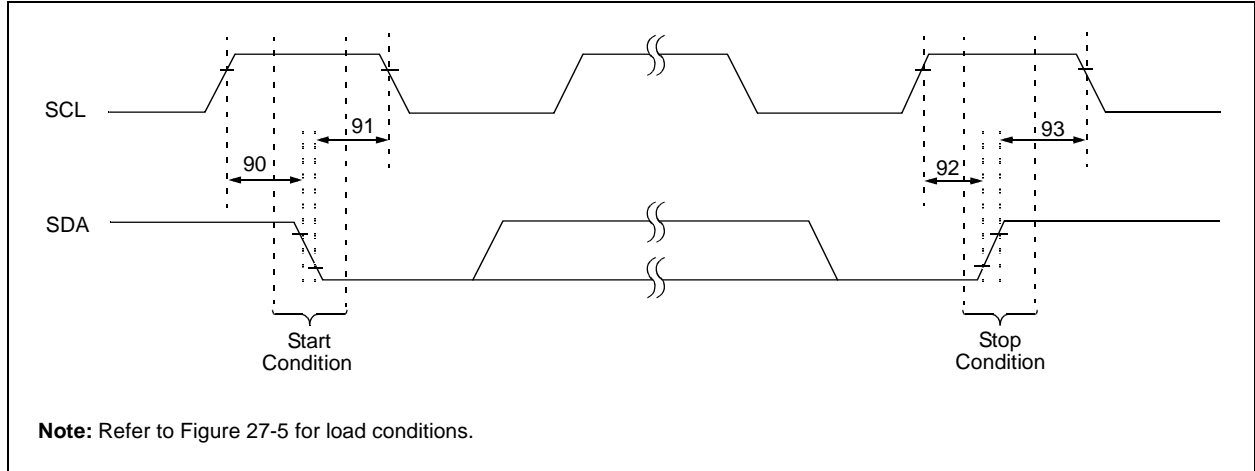 SCL
91
93
90
92
SDA
Start
Condition
Stop
Condition
Note: Refer to Figure 27-5 for load conditions.